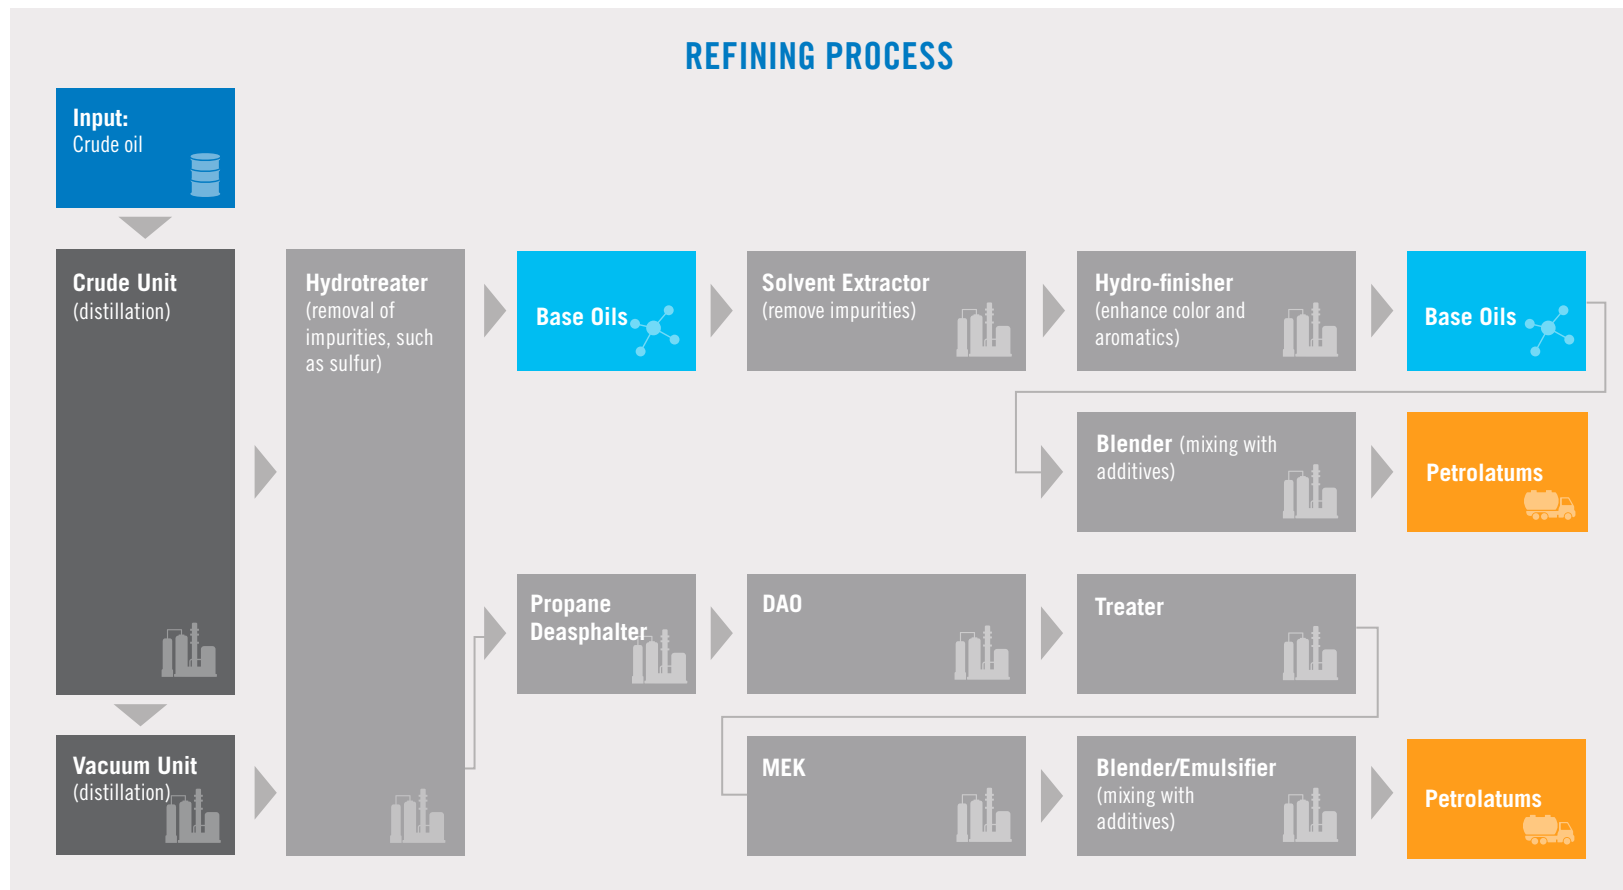 REFINING PROCESS
Input:
Crude oil
Crude Unit
(distillation)
Hydrotreater
(removal of
impurities, such
as sulfur)
Base Oils
Solvent Extractor
(remove impurities)
Hydro-finisher
(enhance color and
aromatics)
Base Oils
Blender (mixing with
additives)
Petrolatums
Propane
Deasphalter
DAO
Treater
Vacuum Unit
(distillation)
MEK
Blender/Emulsifier
(mixing with
additives)
Petrolatums